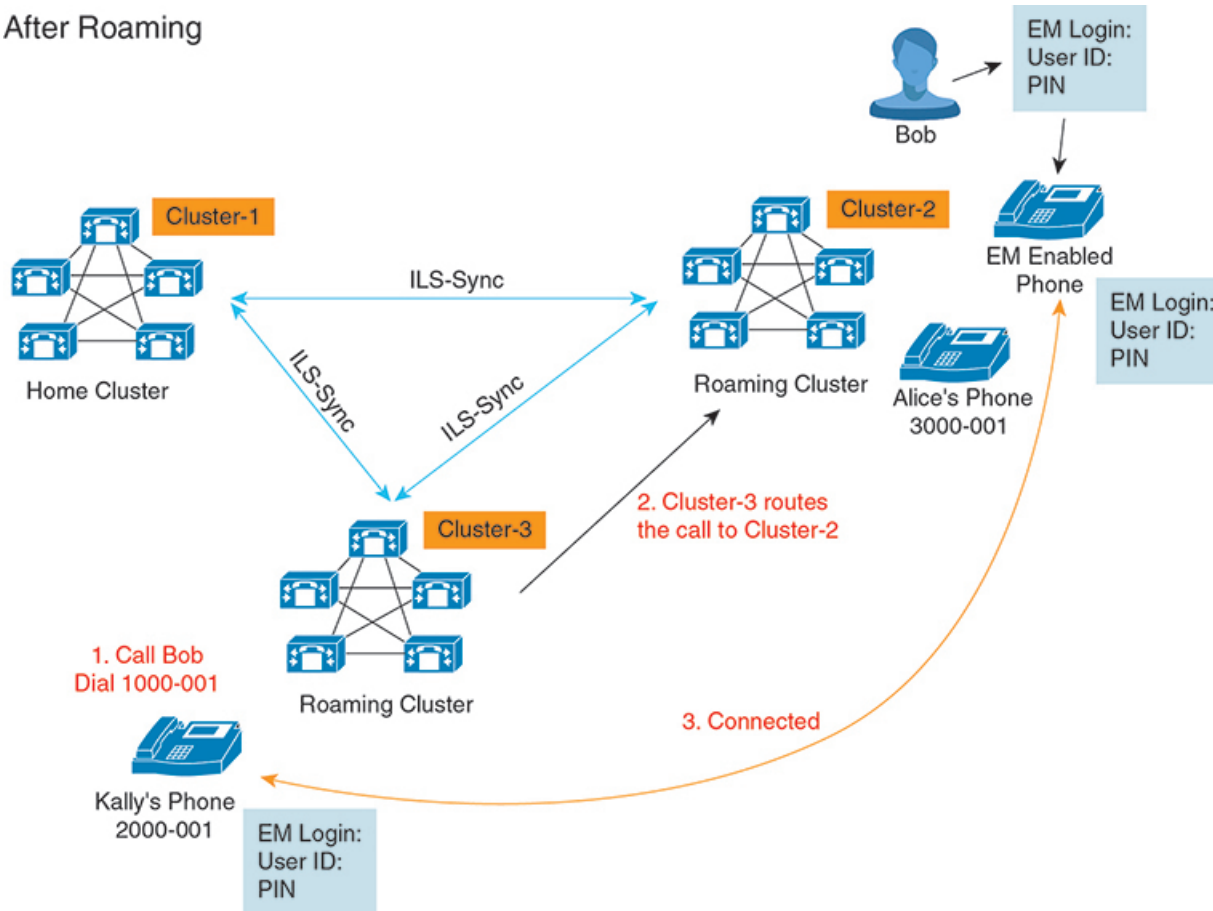 After Roaming
EM Login:
User ID:
PIN
Bob
Cluster-1
Cluster-2
EM Enabled
Phone
ILS-Sync
EM Login:
User ID:
PIN
Home Cluster
Roaming Cluster
Alice's Phone
3000-001
ILS-Sync
ILS-Sync
Cluster-3
2. Cluster-3 routes
the call to Cluster-2
1. Call Bob
Dial 1000-001
Roaming Cluster
3. Connected
Kally's Phone
2000-001
EM Login:
User ID:
PIN